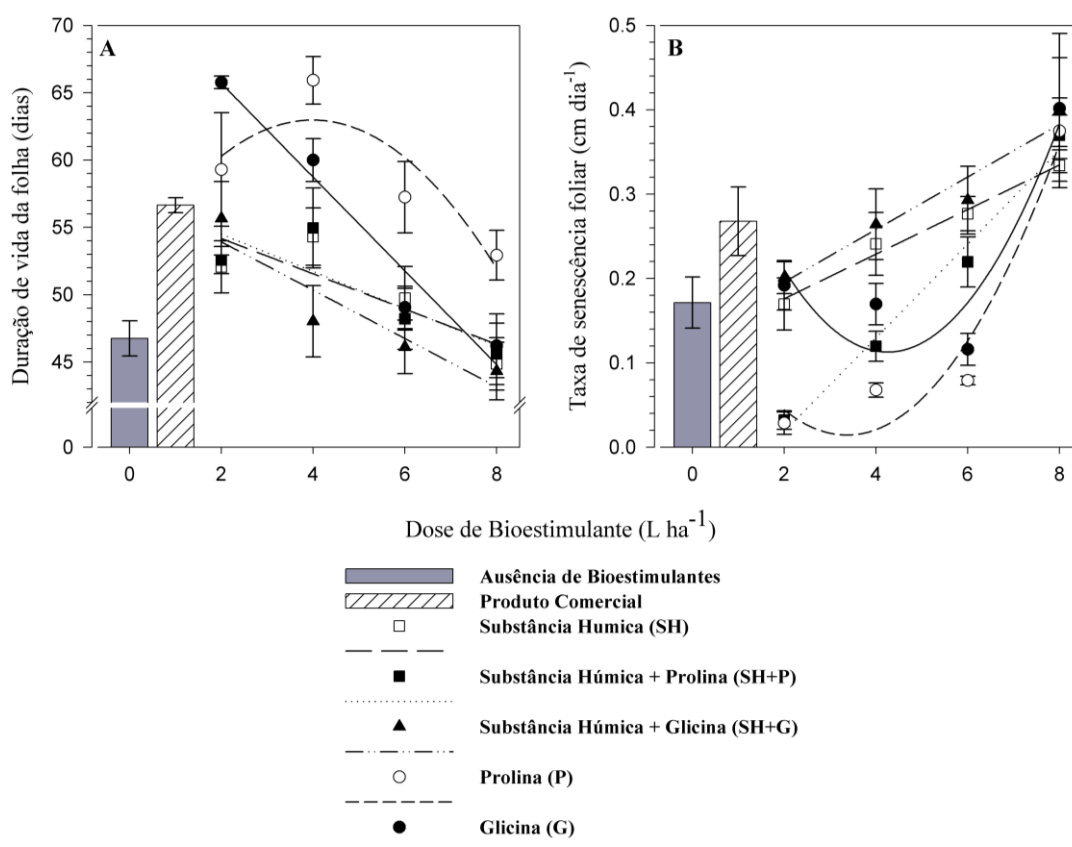 A
Duração de vida da folha (dias)
70
65
60
55
50
45
0
0 2 4 6 8
B
Taxa de senescência foliar (cm dia-1)
0.5
0.4
0.3
0.2
0.1
0.0
0 2 4 6 8
Dose de Bioestimulante (L ha-1)
Ausência de Bioestimulantes
Produto Comercial
Substância Humica (SH)
Substância Húmica + Prolina (SH+P)
Substância Húmica + Glicina (SH+G)
Prolina (P)
Glicina (G)